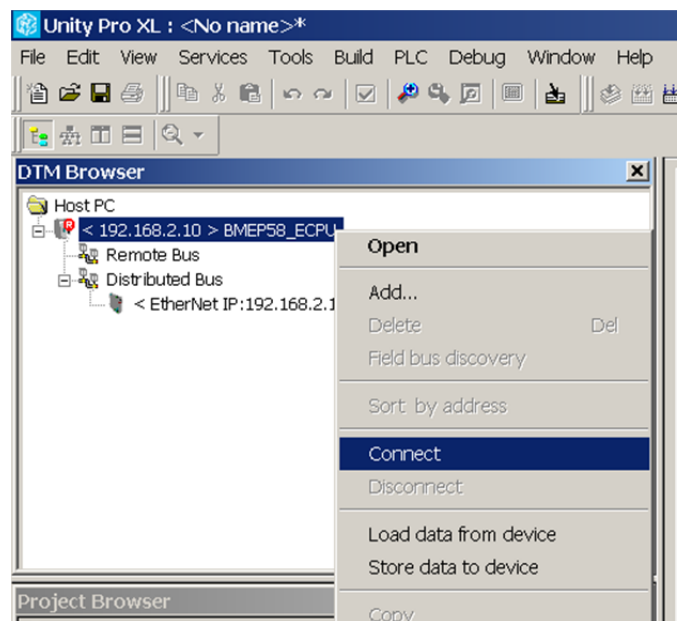 Unity Pro XL : <No name>*
File Edit View Services Tools Build PLC Debug Window Help
DTM Browser
Host PC
< 192.168.2.10 > BMEP58_ECPU
Remote Bus
Distributed Bus
< EtherNet IP:192.168.2.1
Open
Add...
Delete Del
Field bus discovery
Sort by address
Connect
Disconnect
Load data from device
Store data to device
Copy
Project Browser